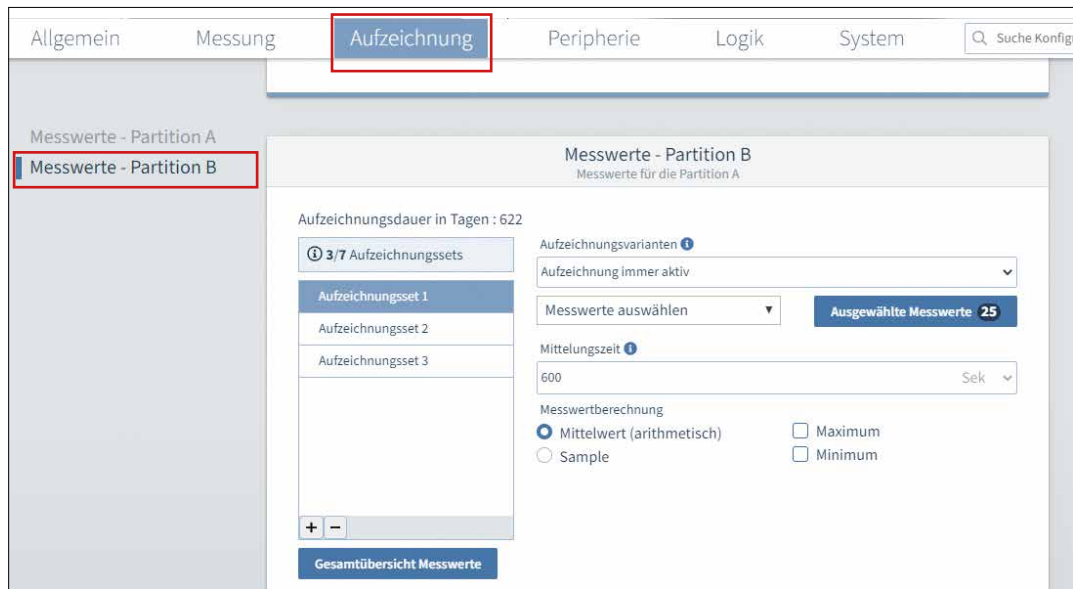 Allgemein Messung Aufzeichnung Peripherie Logik System Suche
Messwerte - Partition A
Messwerte - Partition B
Messwerte - Partition B
Messwerte für die Partition A
Aufzeichnungsdauer in Tagen : 622
3/7 Aufzeichnungssets
Aufzeichnungsset 1
Aufzeichnungsset 2
Aufzeichnungsset 3
+ −
Gesamtübersicht Messwerte
Aufzeichnungsvarianten
Aufzeichnung immer aktiv
Messwerte auswählen Ausgewählte Messwerte 25
Mittelungszeit
600 Sek
Messwertberechnung
Mittelwert (arithmetisch) Maximum
Sample Minimum